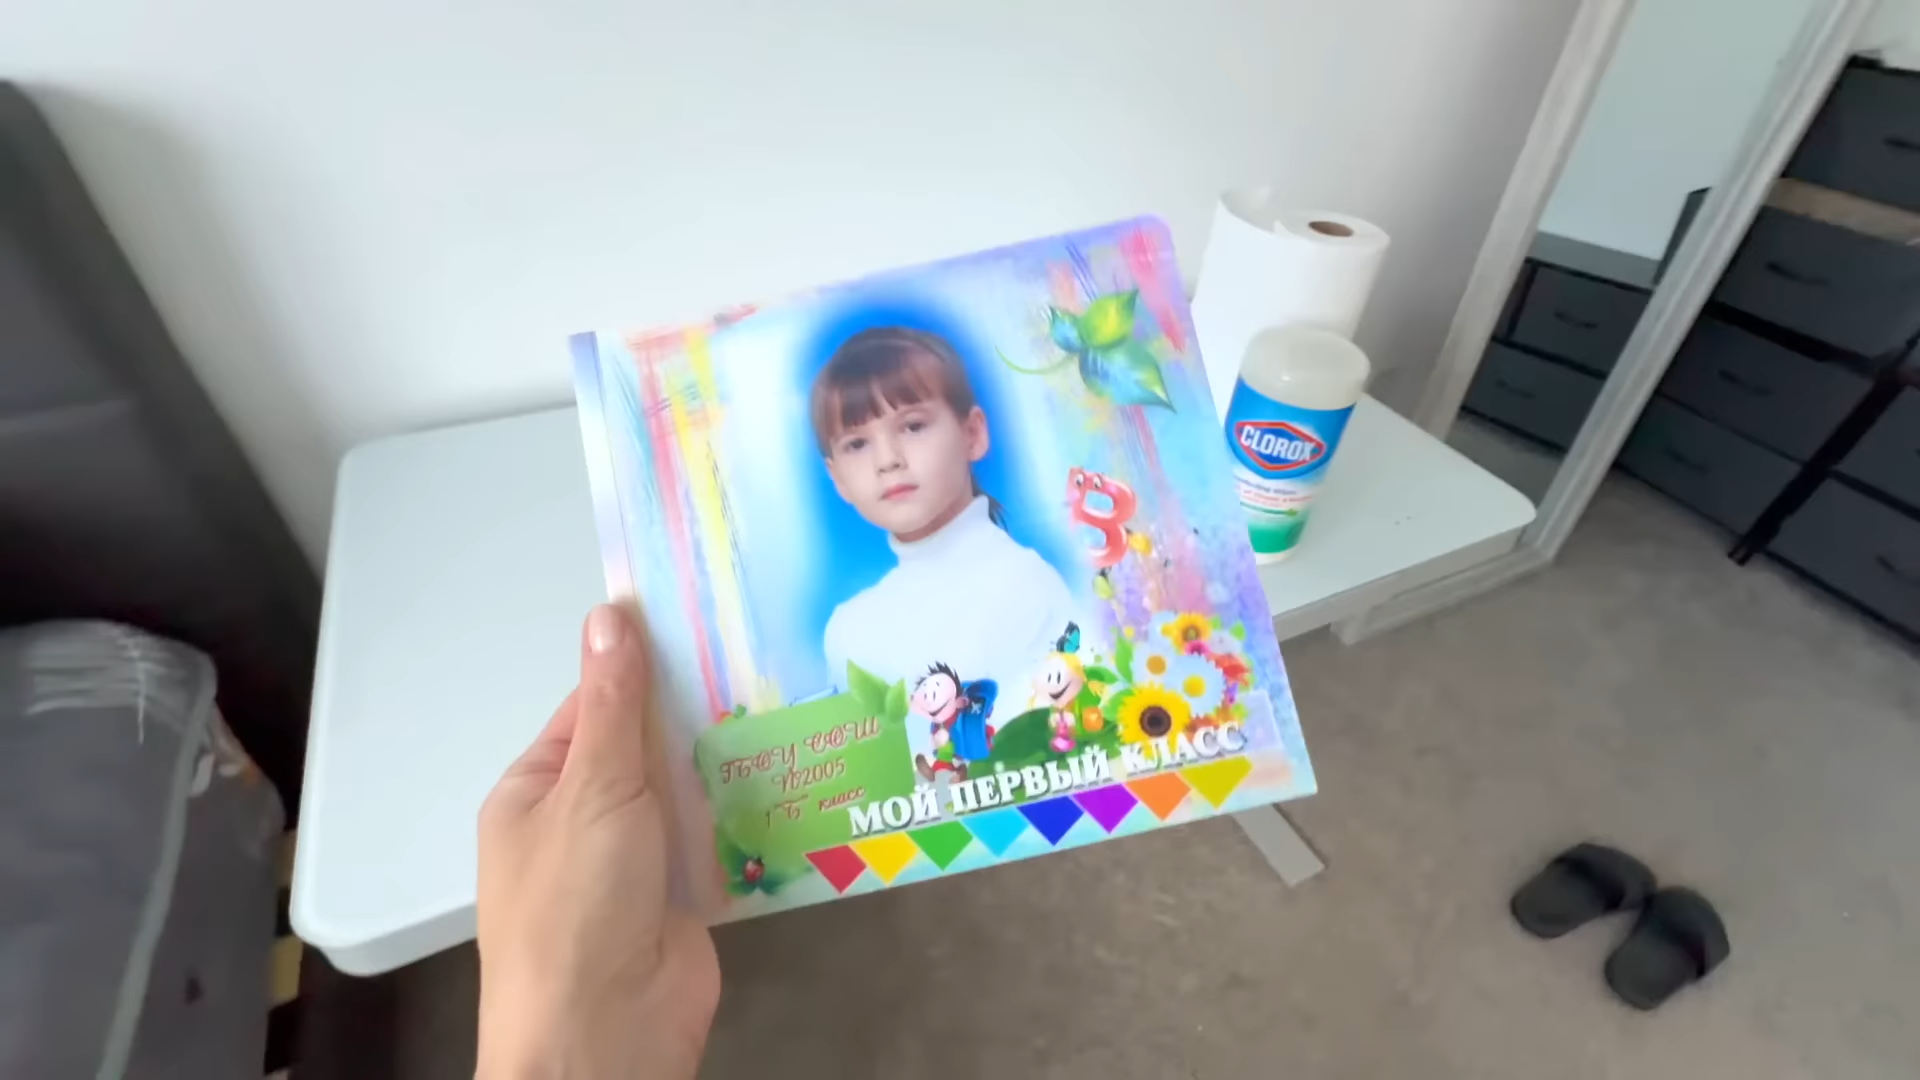 ГБОУ СОШ
№2005
1 "Б" класс
МОЙ ПЕРВЫЙ КЛАСС
В
CLOROX